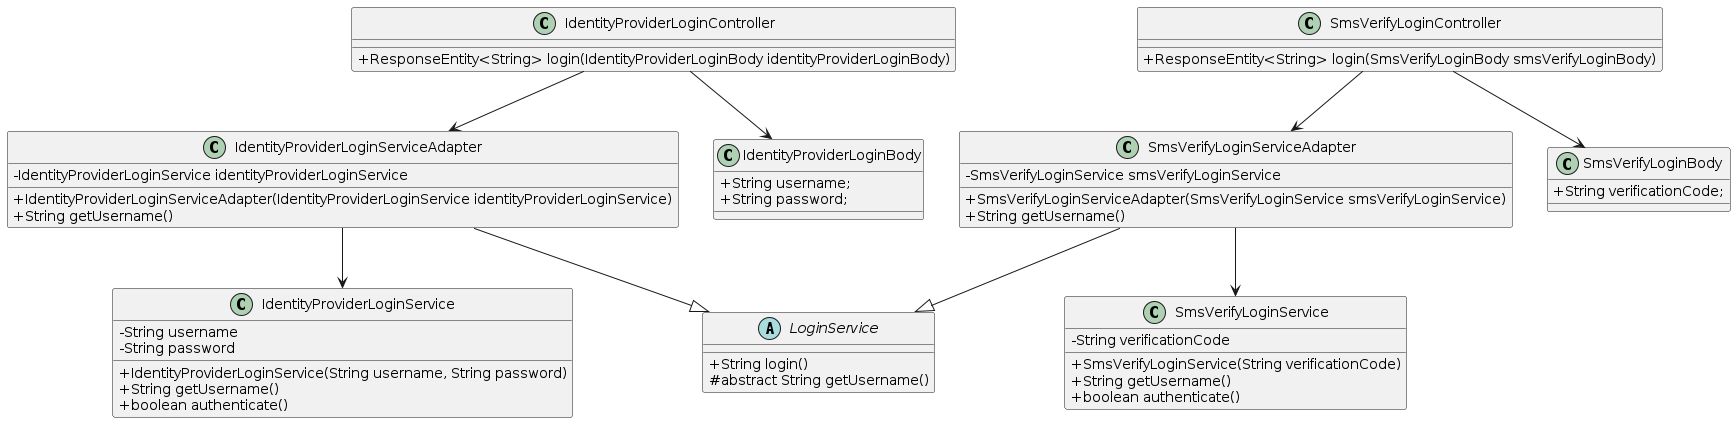 C IdentityProviderLoginController
+ResponseEntity<String> login(IdentityProviderLoginBody identityProviderLoginBody)
C SmsVerifyLoginController
+ResponseEntity<String> login(SmsVerifyLoginBody smsVerifyLoginBody)
C IdentityProviderLoginServiceAdapter
-IdentityProviderLoginService identityProviderLoginService
+IdentityProviderLoginServiceAdapter(IdentityProviderLoginService identityProviderLoginService)
+String getUsername()
C IdentityProviderLoginBody
+String username;
+String password;
C SmsVerifyLoginServiceAdapter
-SmsVerifyLoginService smsVerifyLoginService
+SmsVerifyLoginServiceAdapter(SmsVerifyLoginService smsVerifyLoginService)
+String getUsername()
C SmsVerifyLoginBody
+String verificationCode;
C IdentityProviderLoginService
-String username
-String password
+IdentityProviderLoginService(String username, String password)
+String getUsername()
+boolean authenticate()
A LoginService
+String login()
#abstract String getUsername()
C SmsVerifyLoginService
-String verificationCode
+SmsVerifyLoginService(String verificationCode)
+String getUsername()
+boolean authenticate()